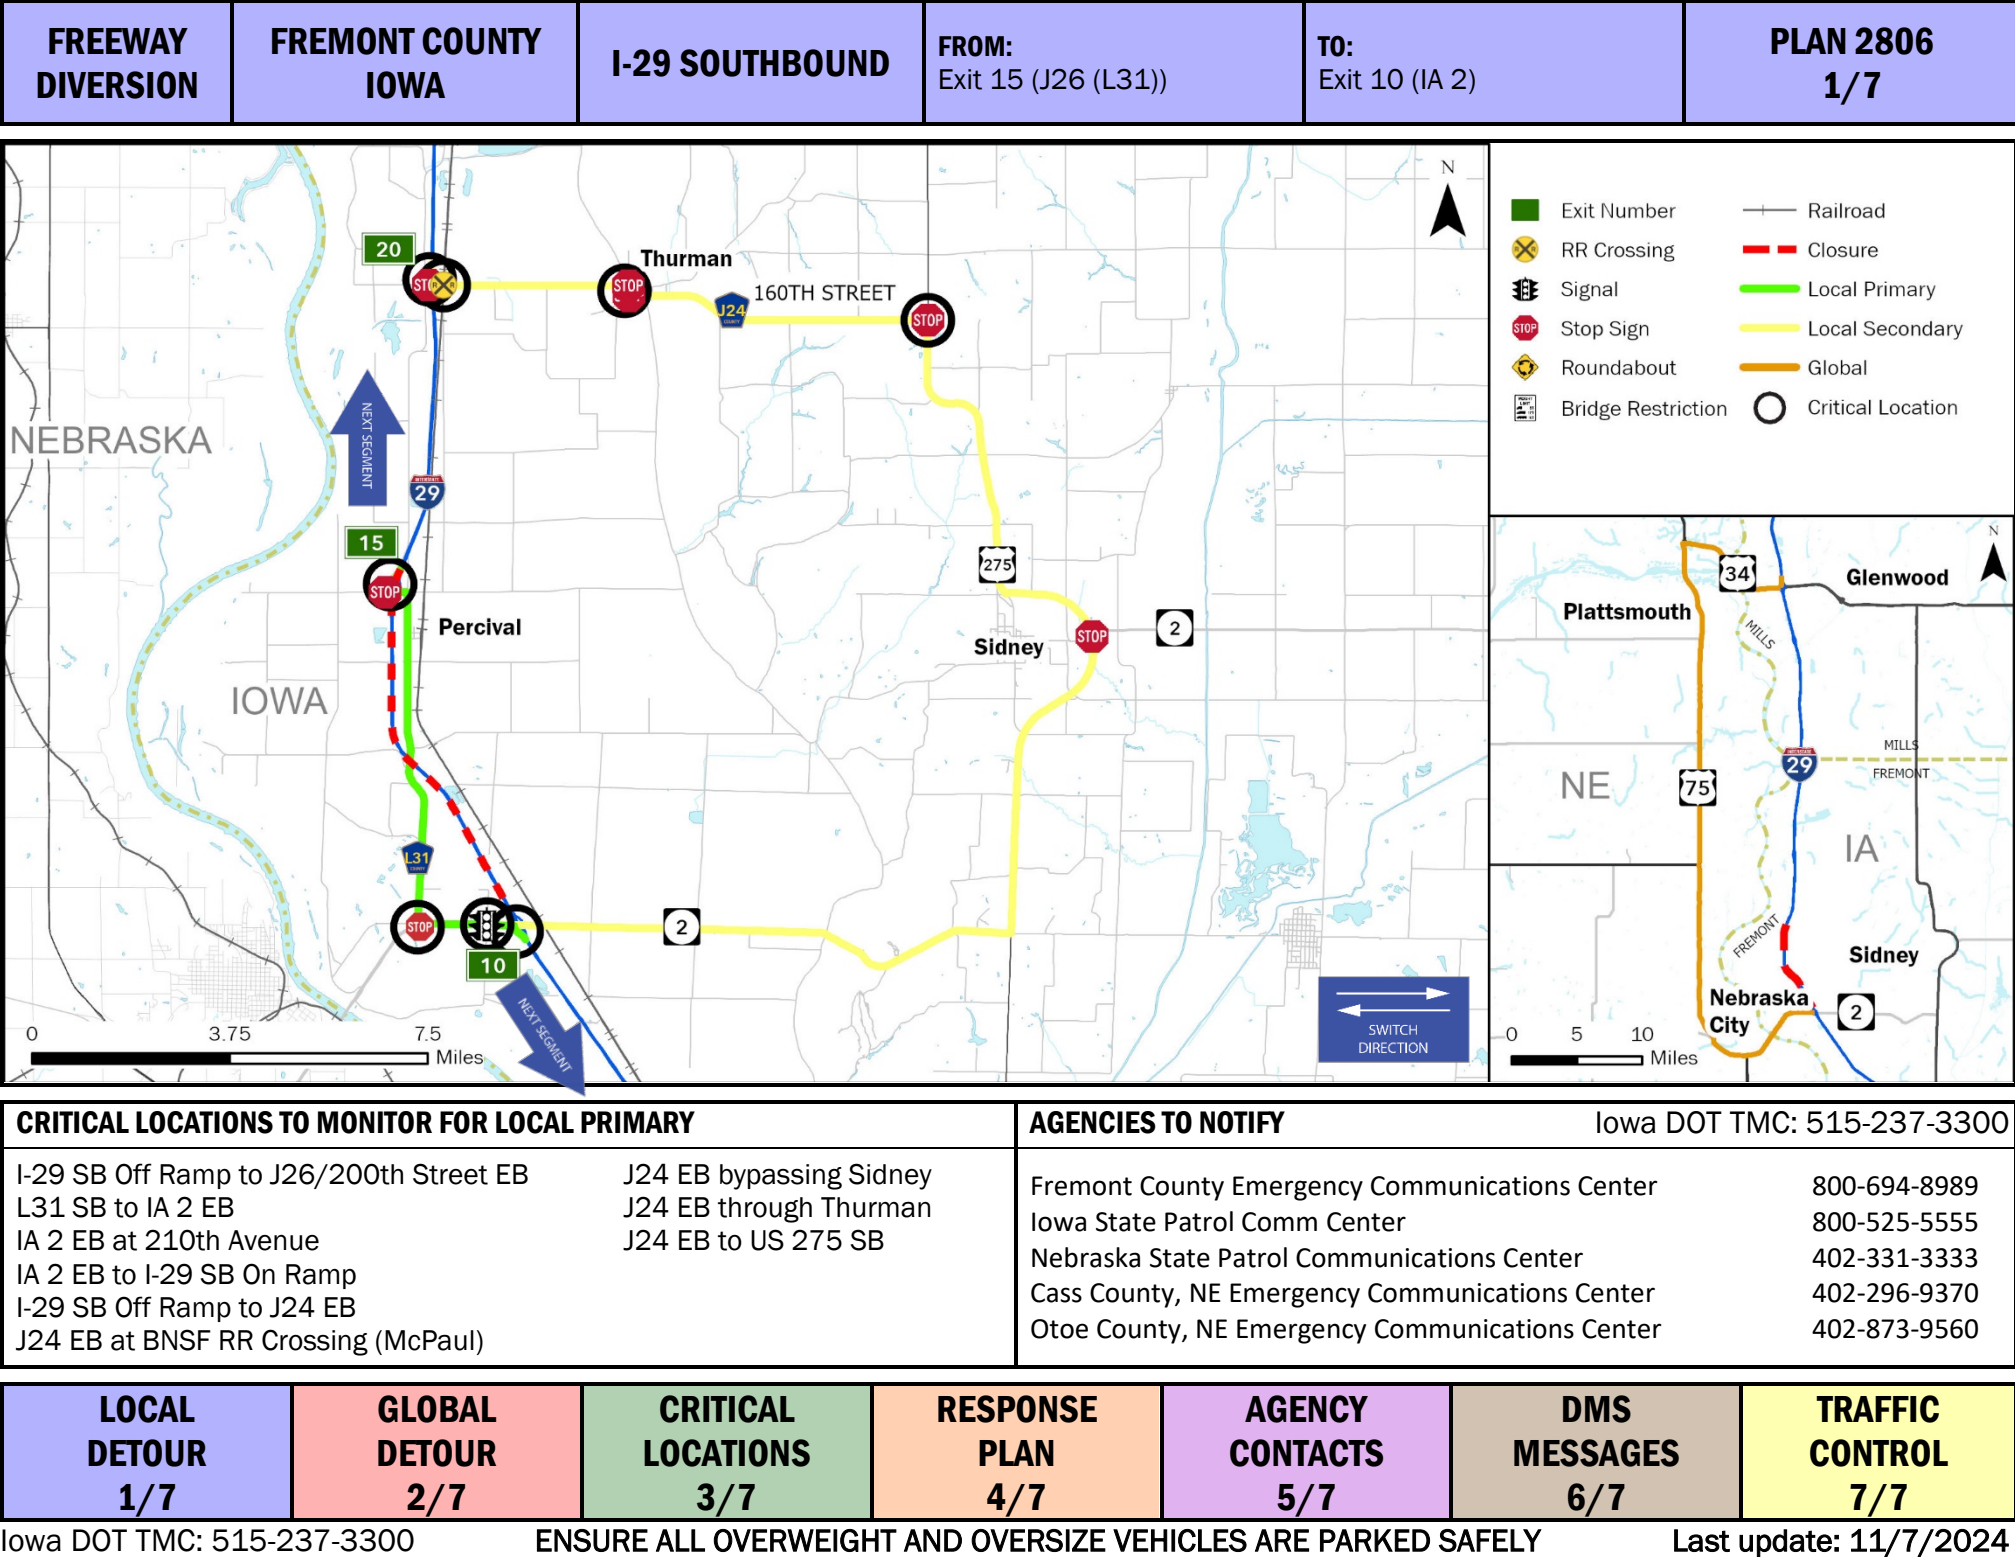 FREEWAY
DIVERSION
FREMONT COUNTY
IOWA
I-29 SOUTHBOUND
FROM:
Exit 15 (J26 (L31))
TO:
Exit 10 (IA 2)
PLAN 2806
1/7
20
STOP
Thurman
STOP
J24
COUNTY
160TH STREET
STOP
N
NEBRASKA
NEXT SEGMENT
INTERSTATE
29
15
STOP
Percival
275
Sidney
STOP
2
IOWA
L31
COUNTY
STOP
10
2
NEXT SEGMENT
0 3.75 7.5
Miles
SWITCH
DIRECTION
Exit Number
RR Crossing
Signal
STOP Stop Sign
Roundabout
Bridge Restriction
Railroad
Closure
Local Primary
Local Secondary
Global
Critical Location
N
34
Glenwood
Plattsmouth
MILLS
MILLS
FREMONT
INTERSTATE
29
NE
75
IA
FREMONT
Sidney
Nebraska
City
2
0 5 10
Miles
CRITICAL LOCATIONS TO MONITOR FOR LOCAL PRIMARY
I-29 SB Off Ramp to J26/200th Street EB
L31 SB to IA 2 EB
IA 2 EB at 210th Avenue
IA 2 EB to I-29 SB On Ramp
I-29 SB Off Ramp to J24 EB
J24 EB at BNSF RR Crossing (McPaul)
J24 EB bypassing Sidney
J24 EB through Thurman
J24 EB to US 275 SB
AGENCIES TO NOTIFY Iowa DOT TMC: 515-237-3300
Fremont County Emergency Communications Center 800-694-8989
Iowa State Patrol Comm Center 800-525-5555
Nebraska State Patrol Communications Center 402-331-3333
Cass County, NE Emergency Communications Center 402-296-9370
Otoe County, NE Emergency Communications Center 402-873-9560
LOCAL
DETOUR
1/7
GLOBAL
DETOUR
2/7
CRITICAL
LOCATIONS
3/7
RESPONSE
PLAN
4/7
AGENCY
CONTACTS
5/7
DMS
MESSAGES
6/7
TRAFFIC
CONTROL
7/7
Iowa DOT TMC: 515-237-3300 ENSURE ALL OVERWEIGHT AND OVERSIZE VEHICLES ARE PARKED SAFELY Last update: 11/7/2024